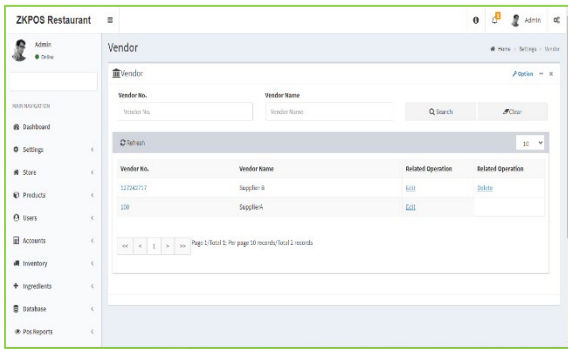 ZKPOS Restaurant
Admin
Admin
Online
Vendor
Home > Settings > Vendor
Vendor
Option
Vendor No.
Vendor Name
Vendor No.
Vendor Name
Search
Clear
MAIN NAVIGATION
Dashboard
Settings
Store
Products
Users
Accounts
Inventory
Ingredients
Database
Pos Reports
Refresh
10
Vendor No. Vendor Name Related Operation Related Operation
Supplier B Edit Delete
100 SupplierA Edit
<< < 1 > >> Page 1/Total 1; Per page 10 records/Total 2 records